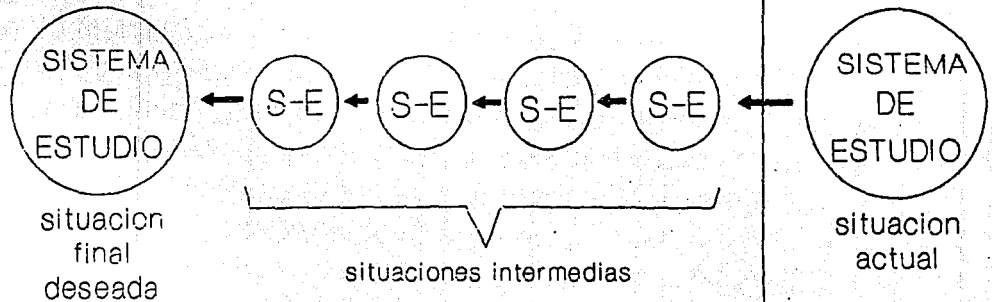 SISTEMA
DE
ESTUDIO
situacion
final
deseada
S-E
S-E
S-E
S-E
situaciones intermedias
SISTEMA
DE
ESTUDIO
situacion
actual